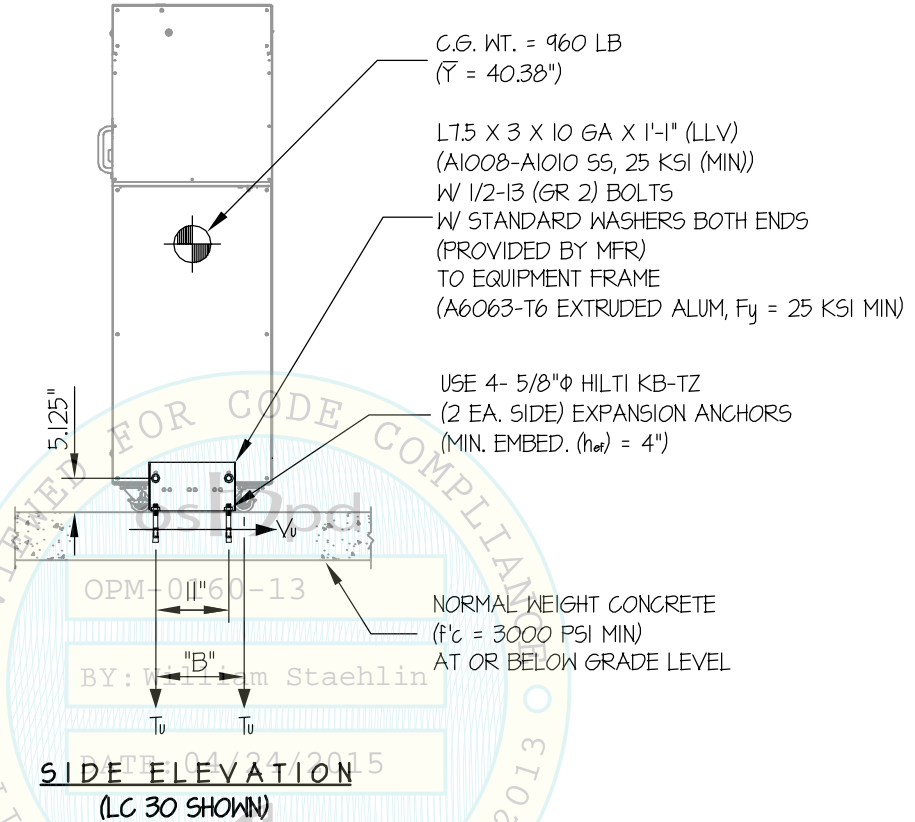 C.G. WT. = 960 LB
(Y̅ = 40.38")
L7.5 X 3 X 10 GA X 1'-1" (LLV)
(A1008-A1010 SS, 25 KSI (MIN))
W/ 1/2-13 (GR 2) BOLTS
W/ STANDARD WASHERS BOTH ENDS
(PROVIDED BY MFR)
TO EQUIPMENT FRAME
(A6063-T6 EXTRUDED ALUM, Fy = 25 KSI MIN)
USE 4- 5/8"Φ HILTI KB-TZ
(2 EA. SIDE) EXPANSION ANCHORS
(MIN. EMBED. (hef) = 4")
5.125"
FOR CODE COMPLIANCE
oshpd
Vu
OPM-0160-13
11"
NORMAL WEIGHT CONCRETE
(f'c = 3000 PSI MIN)
AT OR BELOW GRADE LEVEL
BY: William Staehlin
"B"
Tu Tu
DATE: 04/24/2015
SIDE ELEVATION
(LC 30 SHOWN)
2013